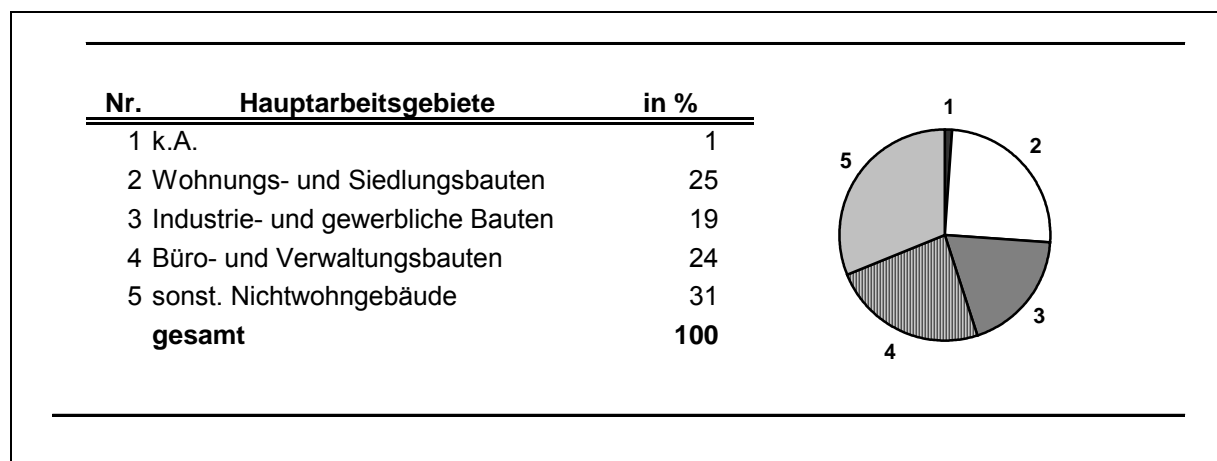 Nr. Hauptarbeitsgebiete in %
1 k.A. 1
2 Wohnungs- und Siedlungsbauten 25
3 Industrie- und gewerbliche Bauten 19
4 Büro- und Verwaltungsbauten 24
5 sonst. Nichtwohngebäude 31
gesamt 100
1
2
3
4
5